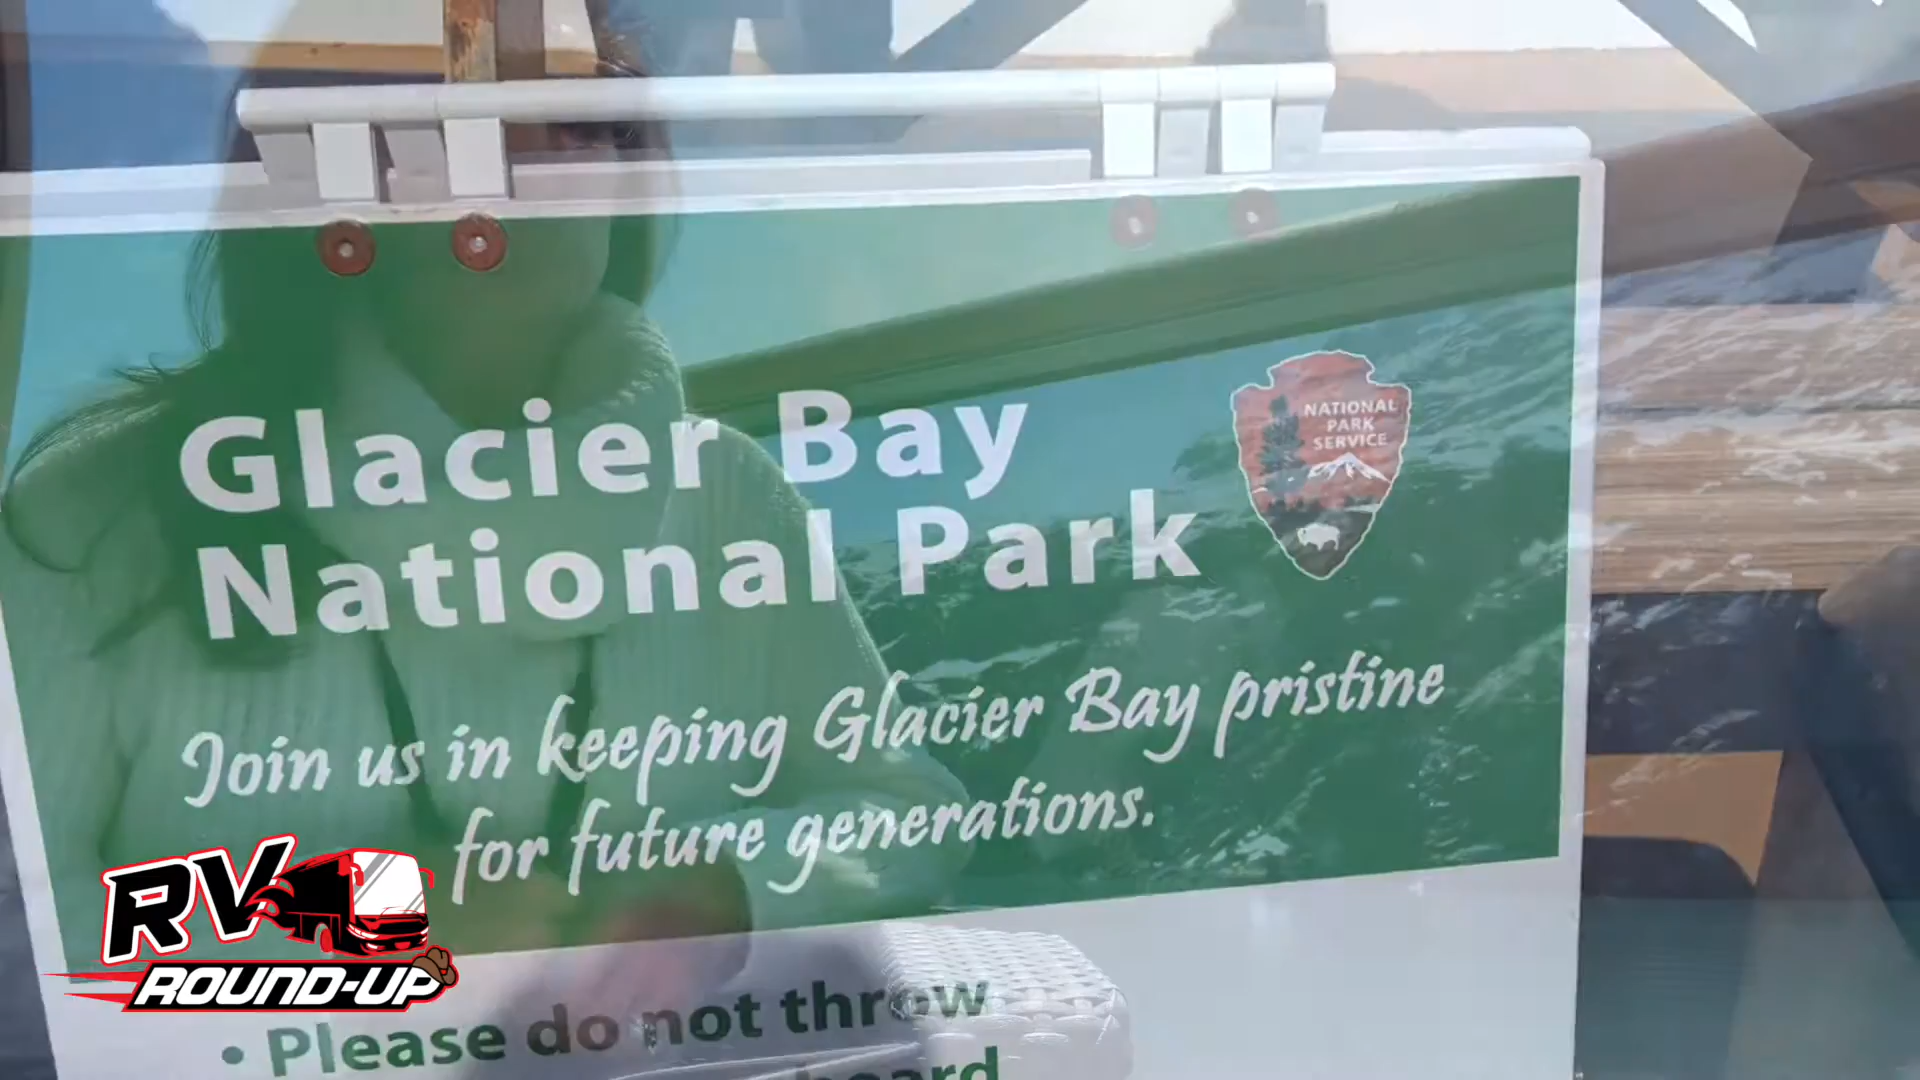 Glacier Bay
National Park
NATIONAL
PARK
SERVICE
Join us in keeping Glacier Bay pristine
for future generations.
• Please do not throw
board
RV
ROUND-UP